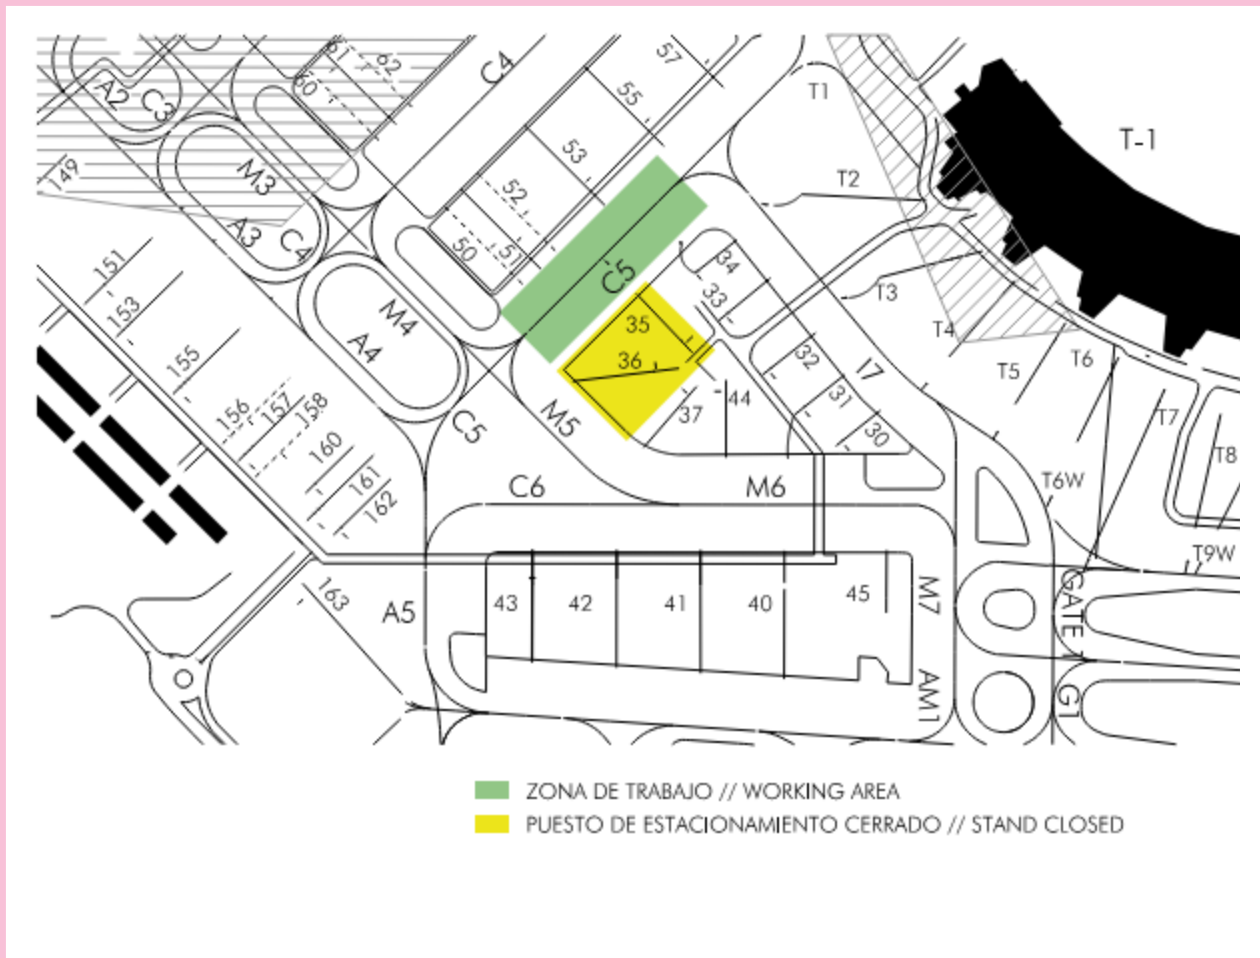 61
62
60
C4
57
55
53
52
51
50
A2
C3
149
M3
A3
C4
T1
T-1
T2
T3
T4
T5
T6
T7
T8
T6W
T9W
151
153
155
156
157
158
160
161
162
163
M4
A4
C5
34
33
35
36
37
44
32
31
30
I7
C5
M5
C6
M6
A5
43
42
41
40
45
M7
AM1
GATE 1
G1
ZONA DE TRABAJO // WORKING AREA
PUESTO DE ESTACIONAMIENTO CERRADO // STAND CLOSED